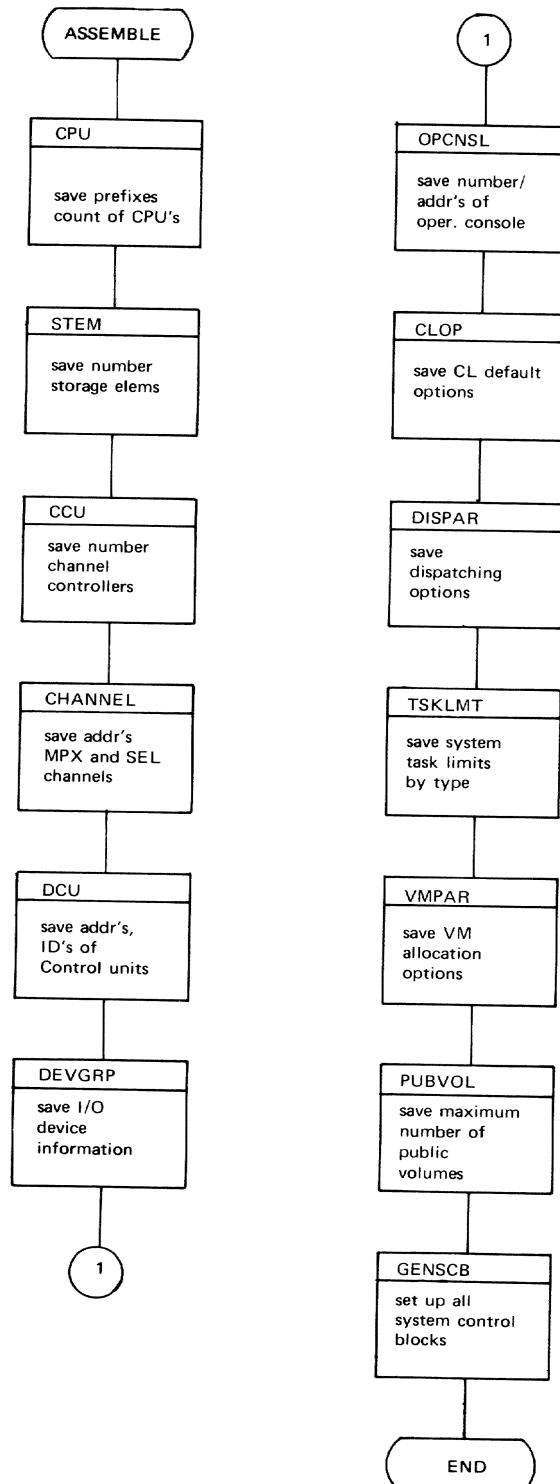 ASSEMBLE
CPU
save prefixes
count of CPU's
STEM
save number
storage elems
CCU
save number
channel
controllers
CHANNEL
save addr's
MPX and SEL
channels
DCU
save addr's,
ID's of
Control units
DEVGRP
save I/O
device
information
1
1
OPCNSL
save number/
addr's of
oper. console
CLOP
save CL default
options
DISPAR
save
dispatching
options
TSKLMT
save system
task limits
by type
VMPAR
save VM
allocation
options
PUBVOL
save maximum
number of
public
volumes
GENSCB
set up all
system control
blocks
END